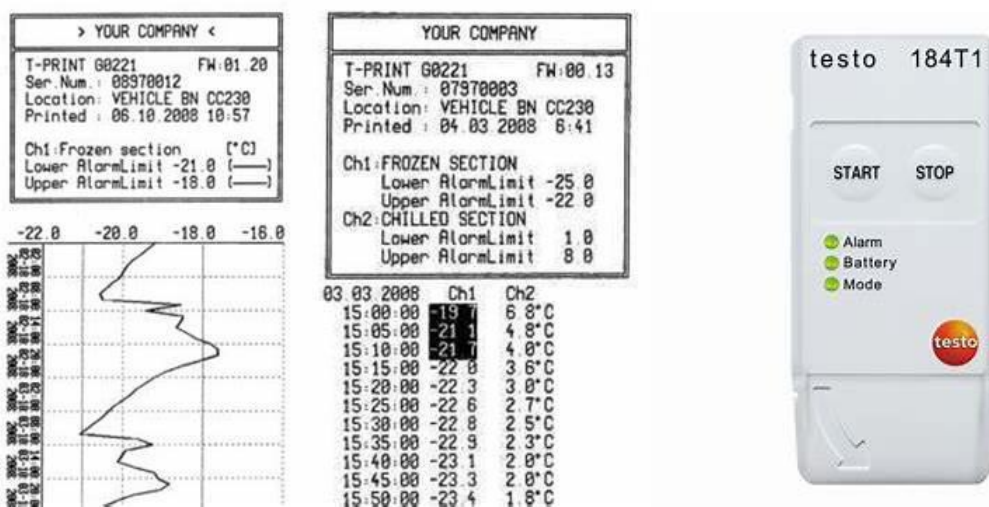 > YOUR COMPANY <
T-PRINT G0221 FW:01.20
Ser.Num.: 08970012
Location: VEHICLE BN CC230
Printed : 06.10.2008 10:57
Ch1:Frozen section [°C]
Lower AlarmLimit -21.0 (———)
Upper AlarmLimit -18.0 (———)
-22.0 -20.0 -18.0 -16.0
YOUR COMPANY
T-PRINT G0221 FW:00.13
Ser.Num.: 07970003
Location: VEHICLE BN CC230
Printed : 04.03.2008 6:41
Ch1:FROZEN SECTION
Lower AlarmLimit -25.0
Upper AlarmLimit -22.0
Ch2:CHILLED SECTION
Lower AlarmLimit 1.0
Upper AlarmLimit 8.0
03.03.2008 Ch1 Ch2
15:00:00 -19.7 6.8°C
15:05:00 -21.1 4.8°C
15:10:00 -21.7 4.0°C
15:15:00 -22.0 3.6°C
15:20:00 -22.3 3.0°C
15:25:00 -22.6 2.7°C
15:30:00 -22.8 2.5°C
15:35:00 -22.9 2.3°C
15:40:00 -23.1 2.0°C
15:45:00 -23.3 2.0°C
15:50:00 -23.4 1.8°C
testo 184T1
START STOP
Alarm
Battery
Mode
testo